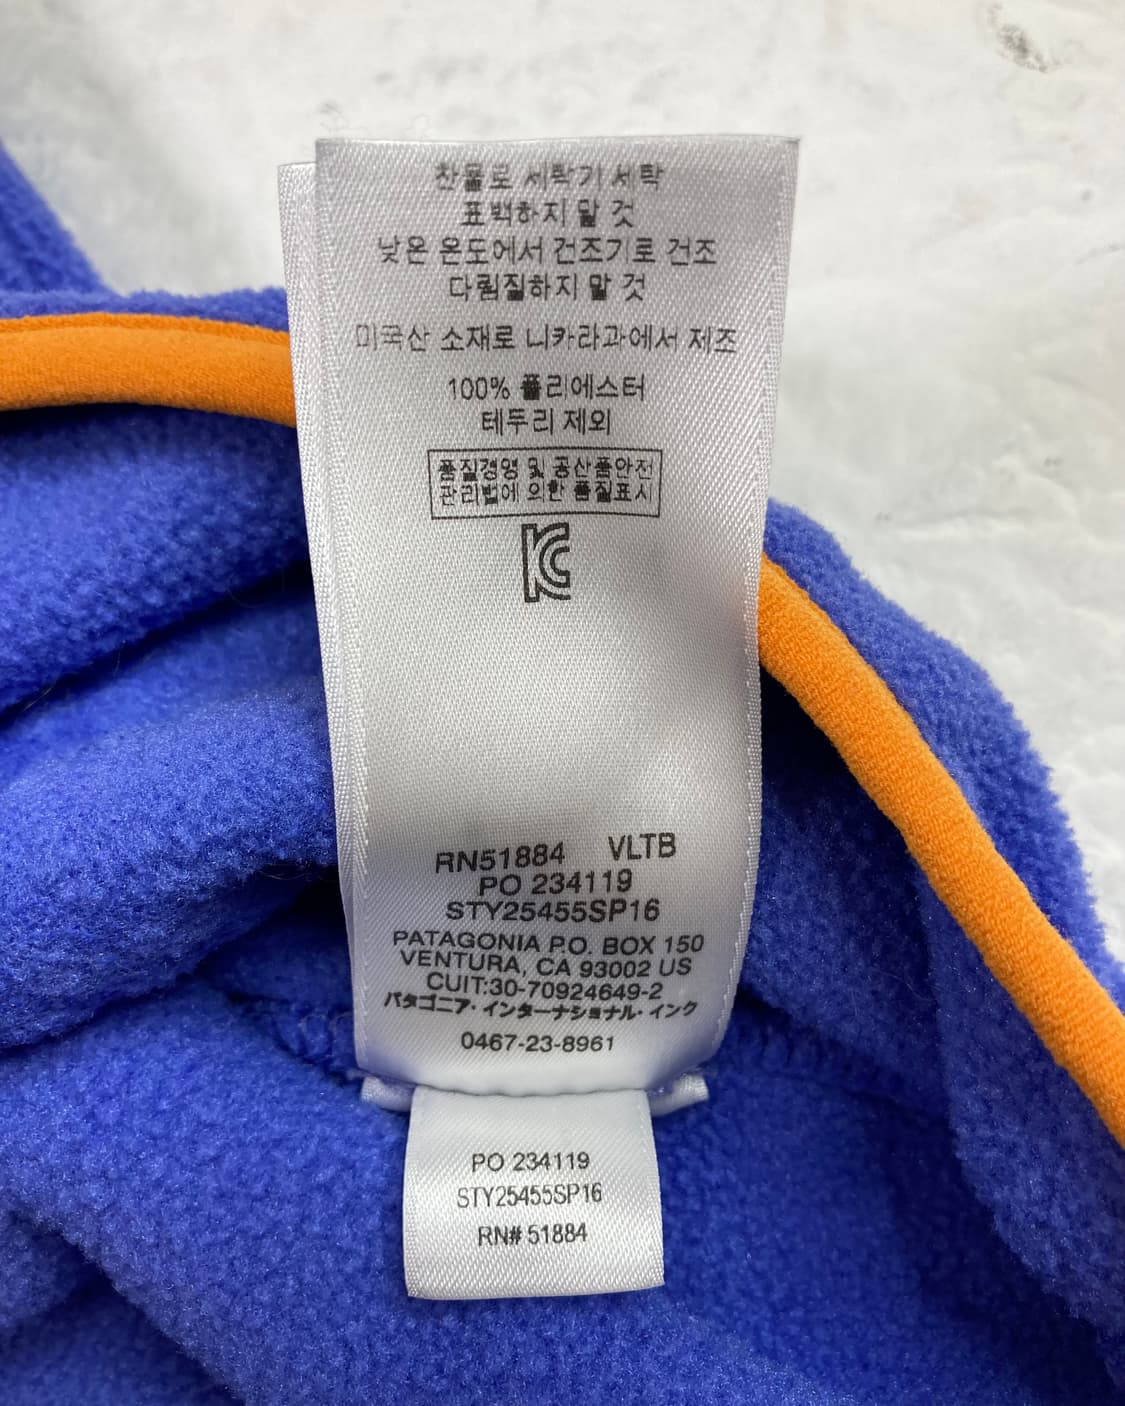 찬물로 세탁기 세탁
표백하지 말 것
낮은 온도에서 건조기로 건조
다림질하지 말 것
미국산 소재로 니카라과에서 제조
100% 폴리에스터
테두리 제외
품질경영 및 공산품안전
관리법에 의한 품질표시
RN51884 VLTB
PO 234119
STY25455SP16
PATAGONIA P.O. BOX 150
VENTURA, CA 93002 US
CUIT:30-70924649-2
パタゴニア・インターナショナル・インク
0467-23-8961
PO 234119
STY25455SP16
RN# 51884